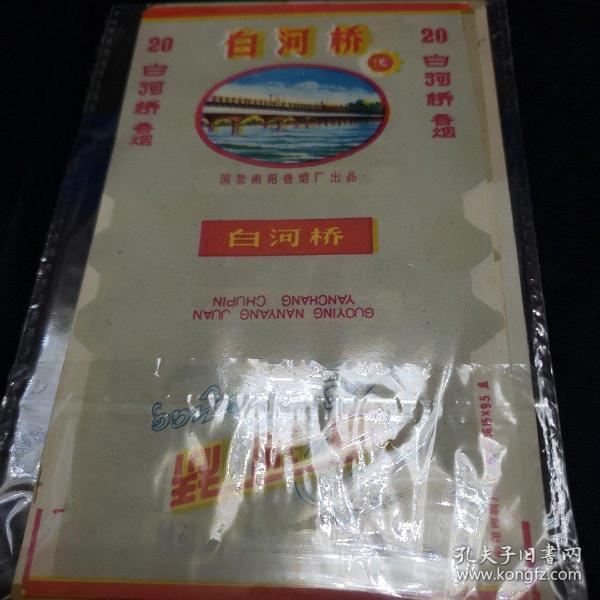 白河桥
优
20
白河桥
香烟
20
白河桥
香烟
国营南阳卷烟厂出品
白河桥
GUOYING NANYANG JUAN
YANCHANG CHUPIN
1
孔夫子旧书网
www.kongfz.com